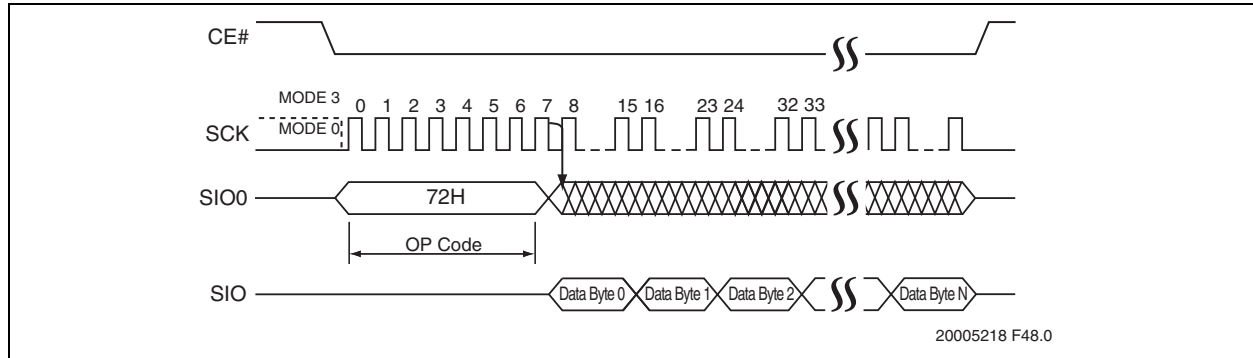 CE#
MODE 3
0 1 2 3 4 5 6 7 8 15 16 23 24 32 33
SCK
MODE 0
SIO0
72H
OP Code
SIO
Data Byte 0 Data Byte 1 Data Byte 2 Data Byte N
20005218 F48.0